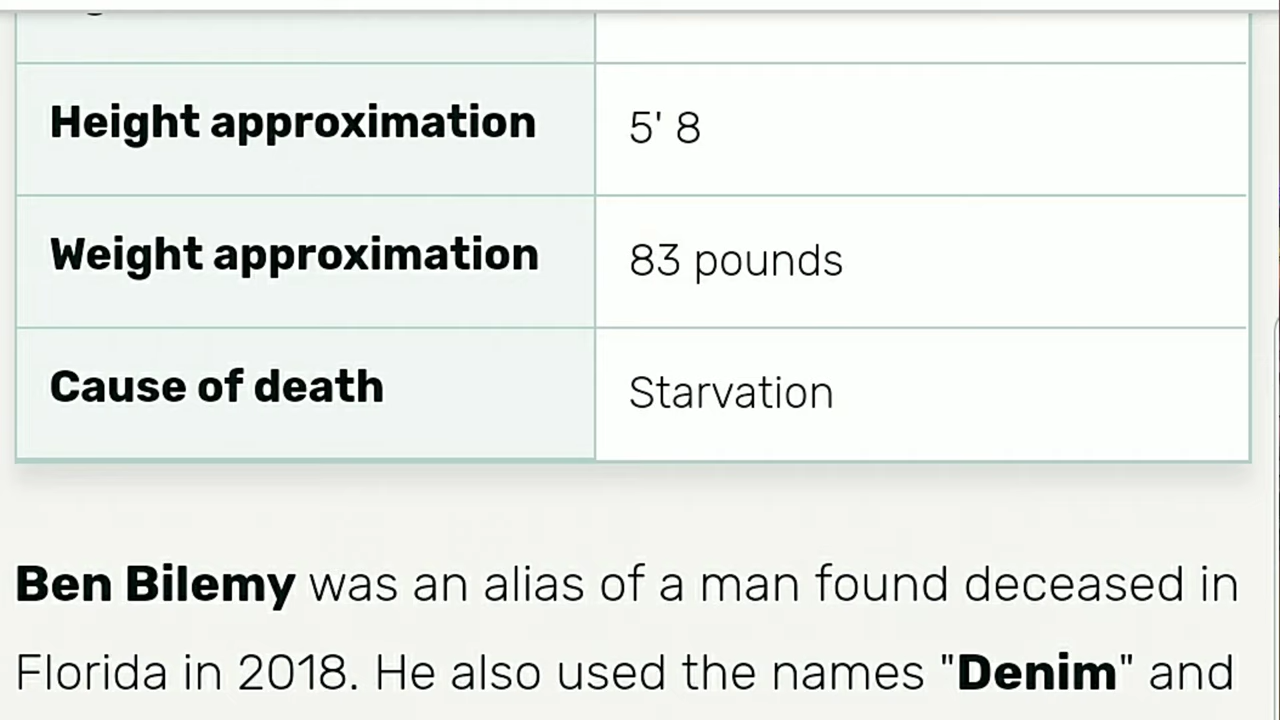 Height approximation
5' 8
Weight approximation
83 pounds
Cause of death
Starvation
Ben Bilemy was an alias of a man found deceased in
Florida in 2018. He also used the names "Denim" and